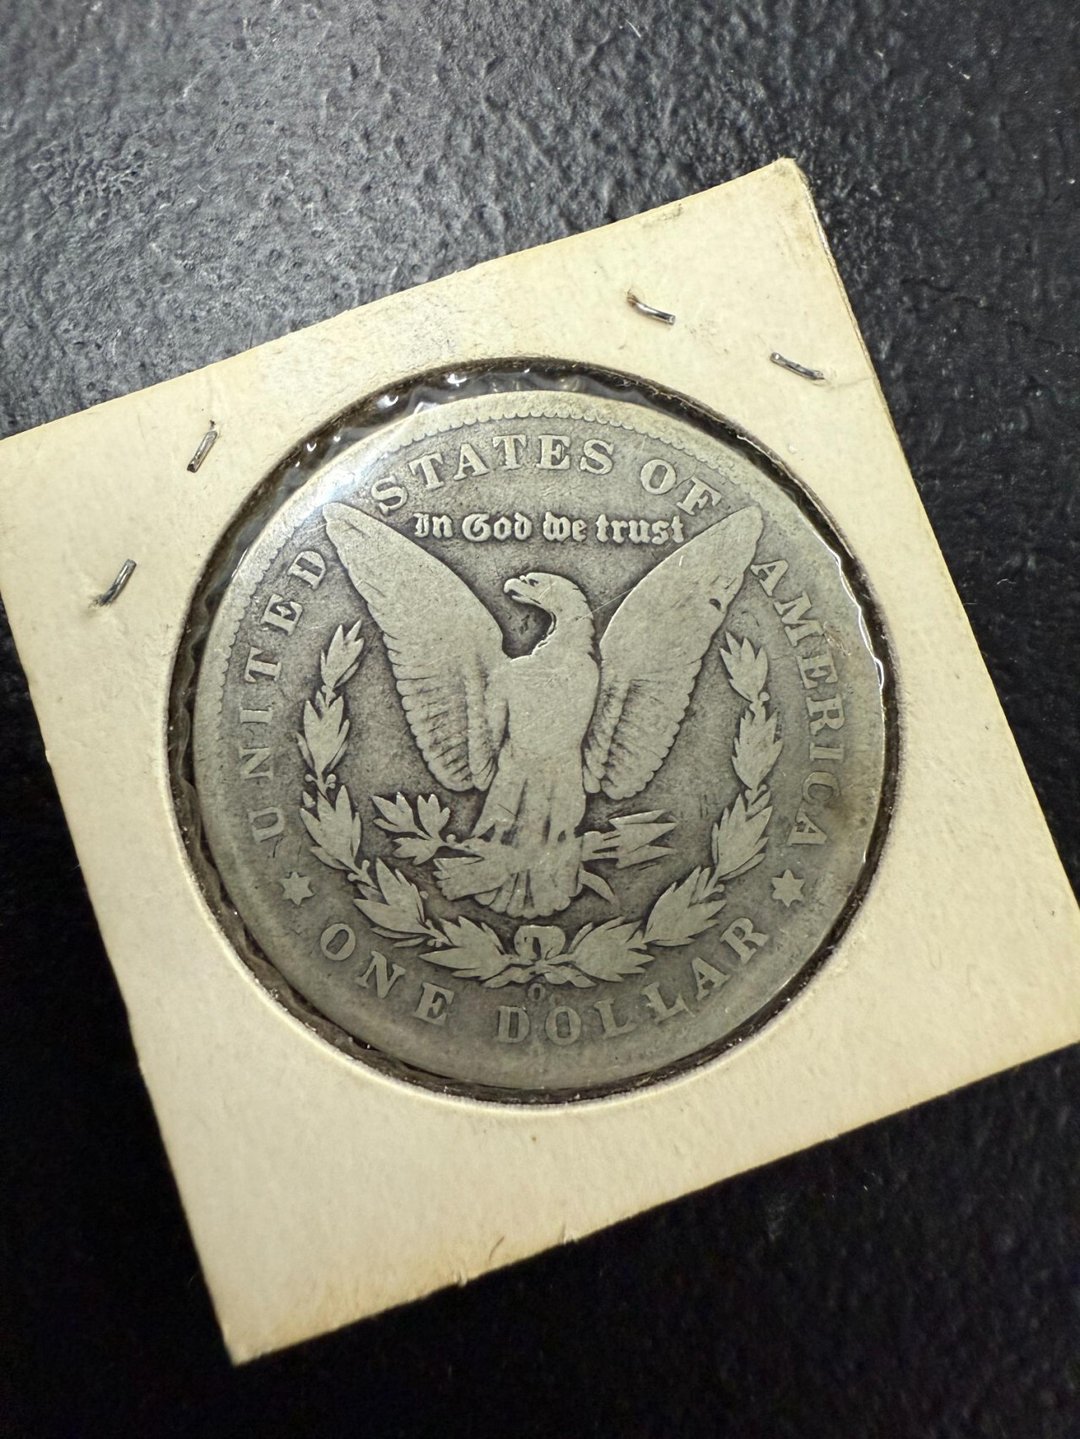 UNITED STATES OF AMERICA
In God we trust
O
ONE DOLLAR